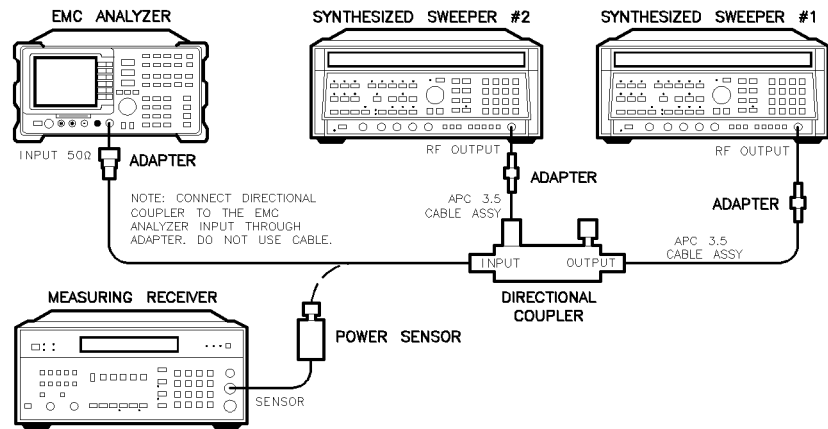 EMC ANALYZER
SYNTHESIZED SWEEPER #2
SYNTHESIZED SWEEPER #1
INPUT 50Ω
ADAPTER
RF OUTPUT
RF OUTPUT
ADAPTER
NOTE: CONNECT DIRECTIONAL
COUPLER TO THE EMC
ANALYZER INPUT THROUGH
ADAPTER. DO NOT USE CABLE.
APC 3.5
CABLE ASSY
ADAPTER
APC 3.5
CABLE ASSY
INPUT
OUTPUT
DIRECTIONAL
COUPLER
MEASURING RECEIVER
POWER SENSOR
SENSOR